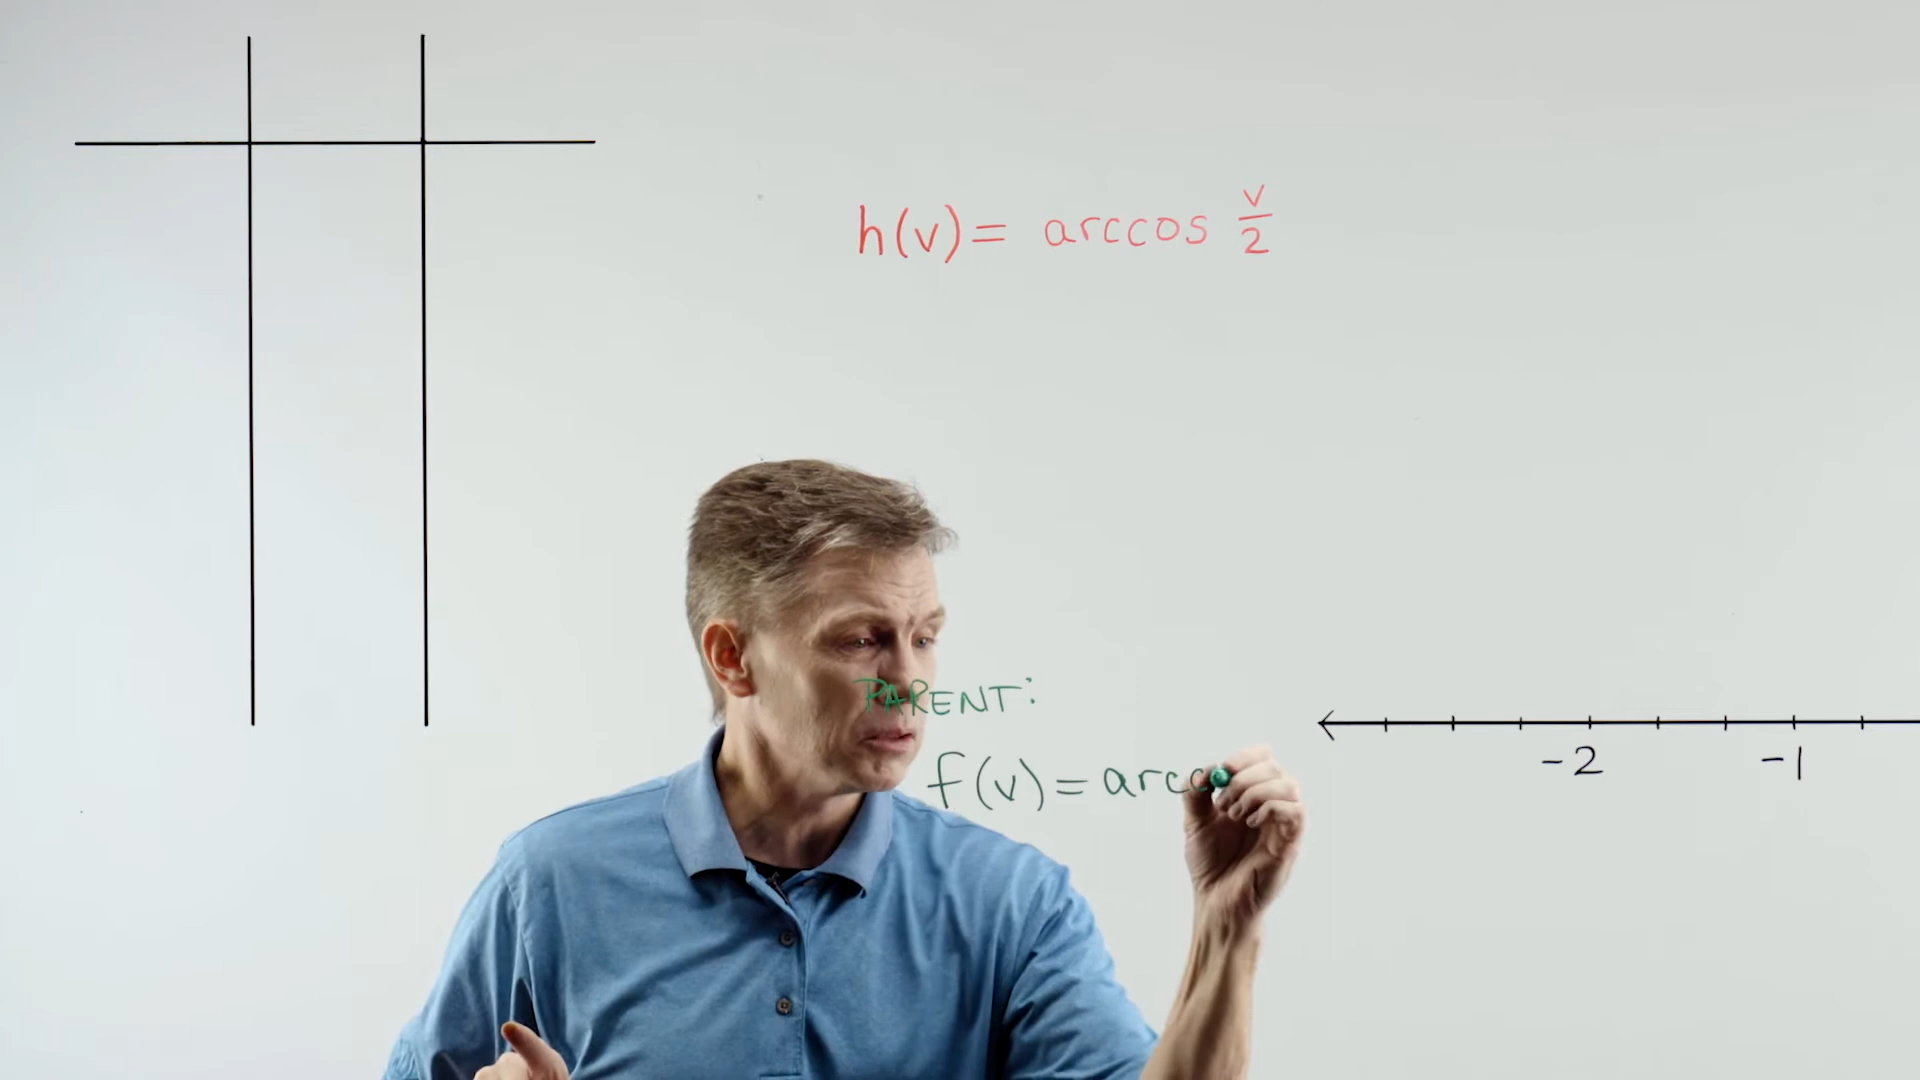 h(v) = arccos v/2
PARENT:
f(v) = arcc
-2 -1